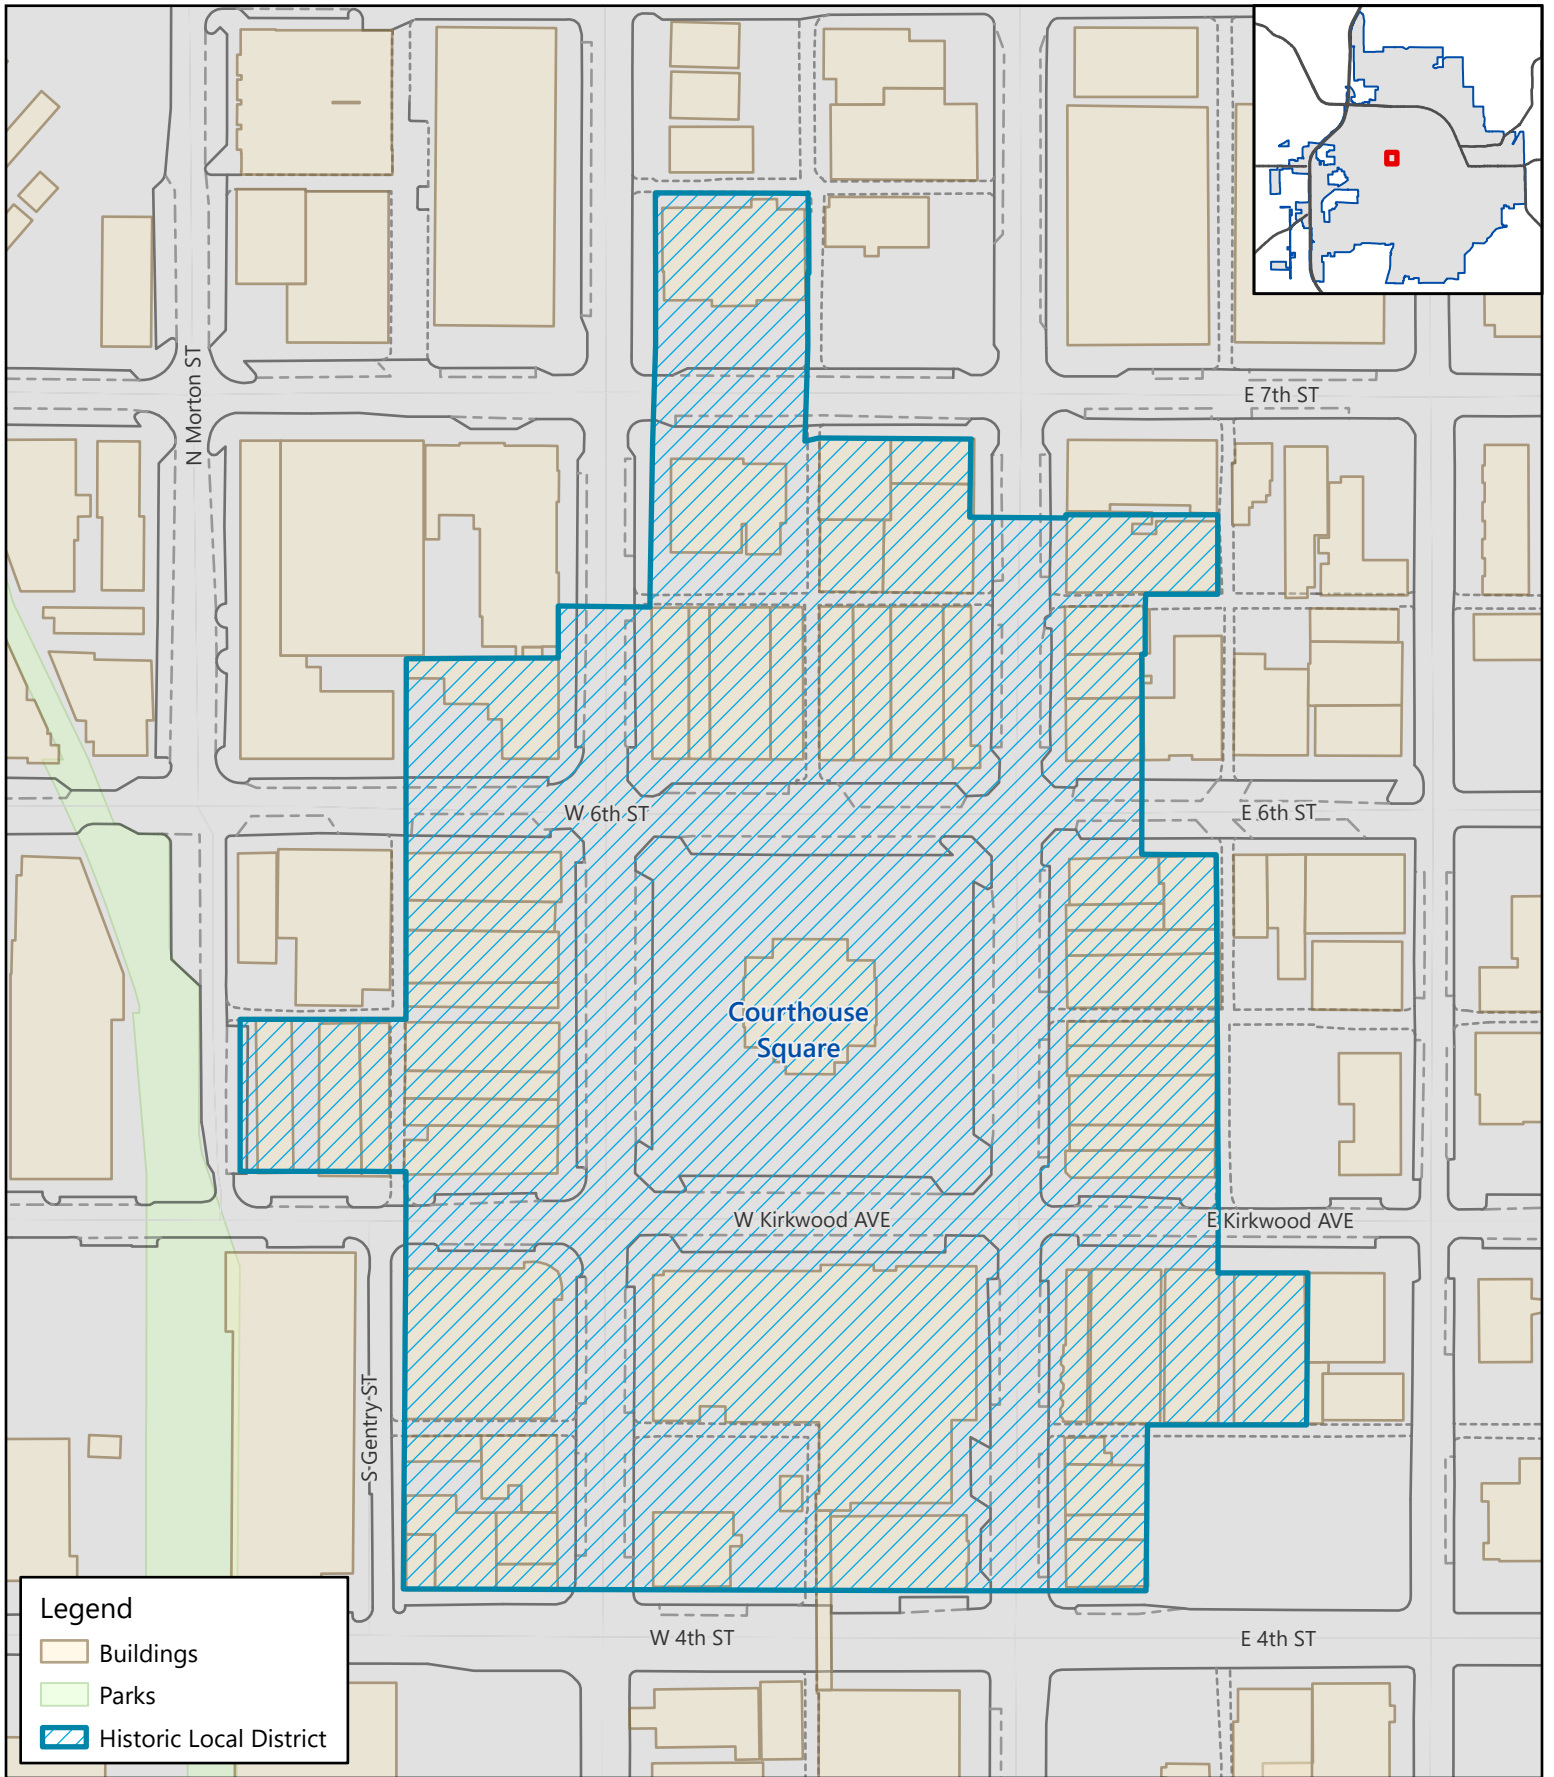 N Morton ST
E 7th ST
W 6th ST
E 6th ST
Courthouse
Square
W Kirkwood AVE
E Kirkwood AVE
S Gentry ST
W 4th ST
E 4th ST
Legend
Buildings
Parks
Historic Local District